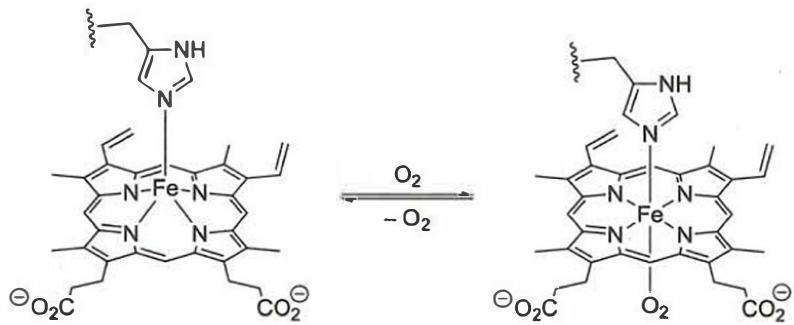 NH
N
N Fe N
N N
⊖O₂C CO₂⊖
O₂
– O₂
NH
N
N N
Fe
N N
⊖O₂C O₂ CO₂⊖